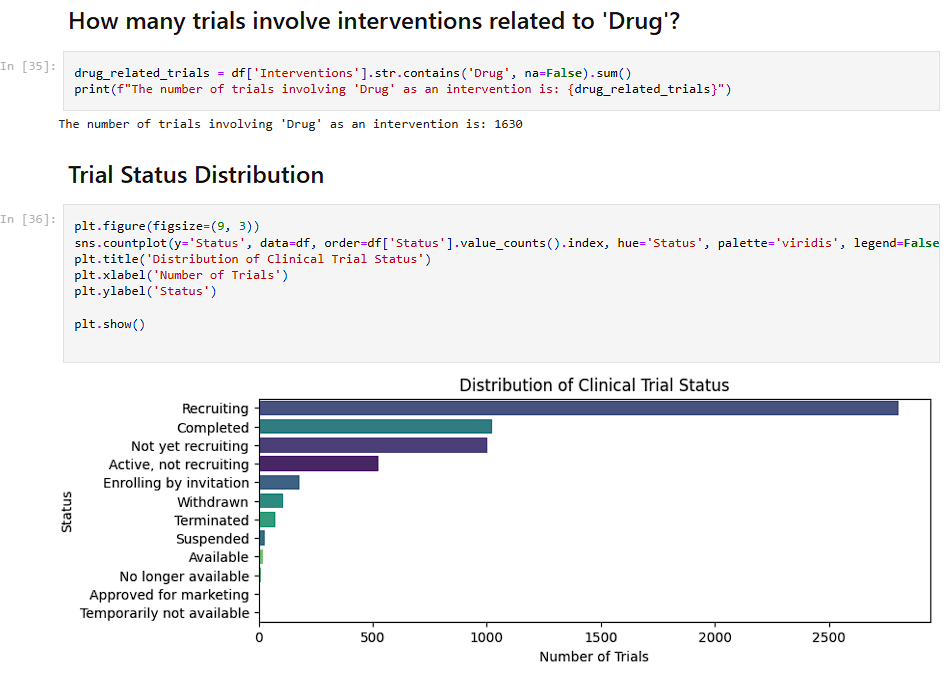 How many trials involve interventions related to 'Drug'?
In [35]:
drug_related_trials = df['Interventions'].str.contains('Drug', na=False).sum()
print(f"The number of trials involving 'Drug' as an intervention is: {drug_related_trials}")
The number of trials involving 'Drug' as an intervention is: 1630
Trial Status Distribution
In [36]:
plt.figure(figsize=(9, 3))
sns.countplot(y='Status', data=df, order=df['Status'].value_counts().index, hue='Status', palette='viridis', legend=False
plt.title('Distribution of Clinical Trial Status')
plt.xlabel('Number of Trials')
plt.ylabel('Status')
plt.show()
Distribution of Clinical Trial Status
Status
Recruiting
Completed
Not yet recruiting
Active, not recruiting
Enrolling by invitation
Withdrawn
Terminated
Suspended
Available
No longer available
Approved for marketing
Temporarily not available
0 500 1000 1500 2000 2500
Number of Trials